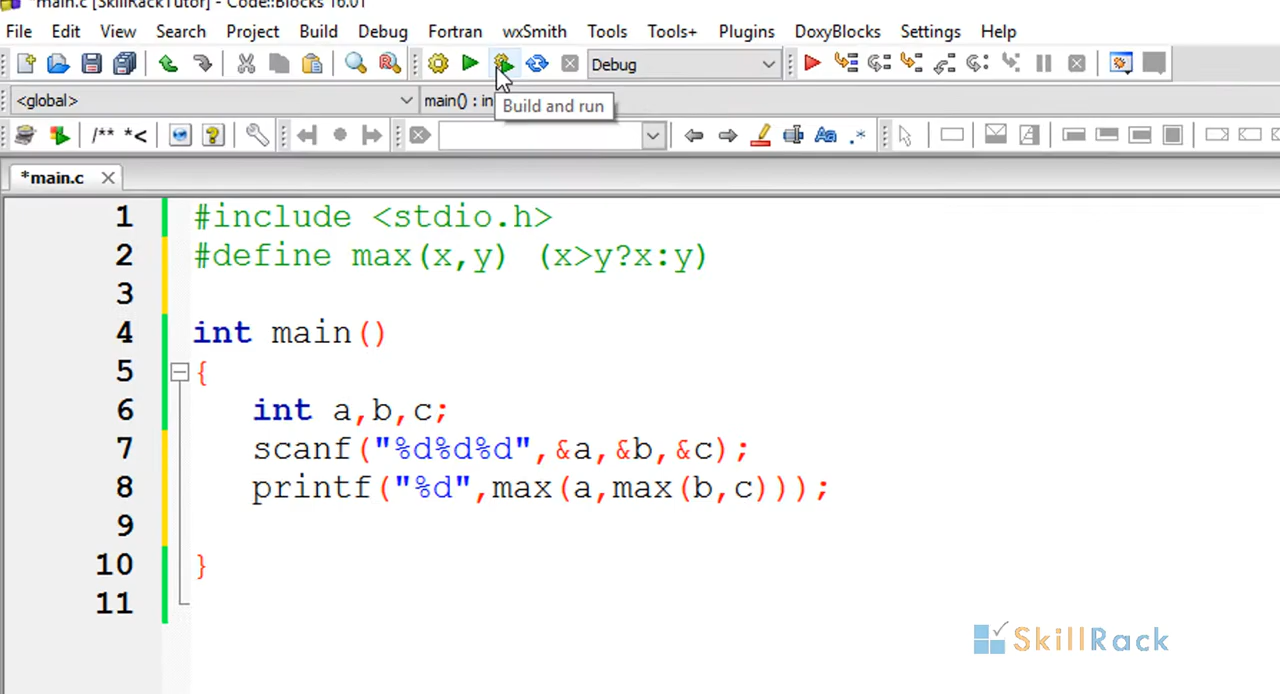 *main.c [SkillRackTutor] - Code::Blocks 16.01
File Edit View Search Project Build Debug Fortran wxSmith Tools Tools+ Plugins DoxyBlocks Settings Help
Debug
<global> main() : in
Build and run
/** *<
Aa .*
*main.c
1 #include <stdio.h>
2 #define max(x,y) (x>y?x:y)
3
4 int main()
5 {
6 int a,b,c;
7 scanf("%d%d%d",&a,&b,&c);
8 printf("%d",max(a,max(b,c)));
9
10 }
11
SkillRack